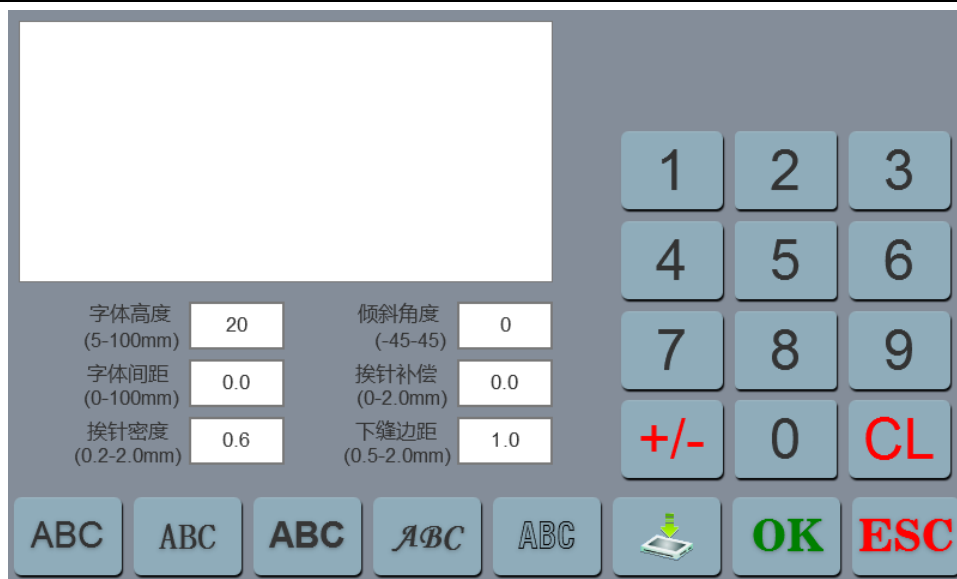 1 2 3
4 5 6
字体高度
(5-100mm)
20
倾斜角度
(-45-45)
0
7 8 9
字体间距
(0-100mm)
0.0
挨针补偿
(0-2.0mm)
0.0
挨针密度
(0.2-2.0mm)
0.6
下缝边距
(0.5-2.0mm)
1.0
+/- 0 CL
ABC ABC ABC ABC ABC OK ESC